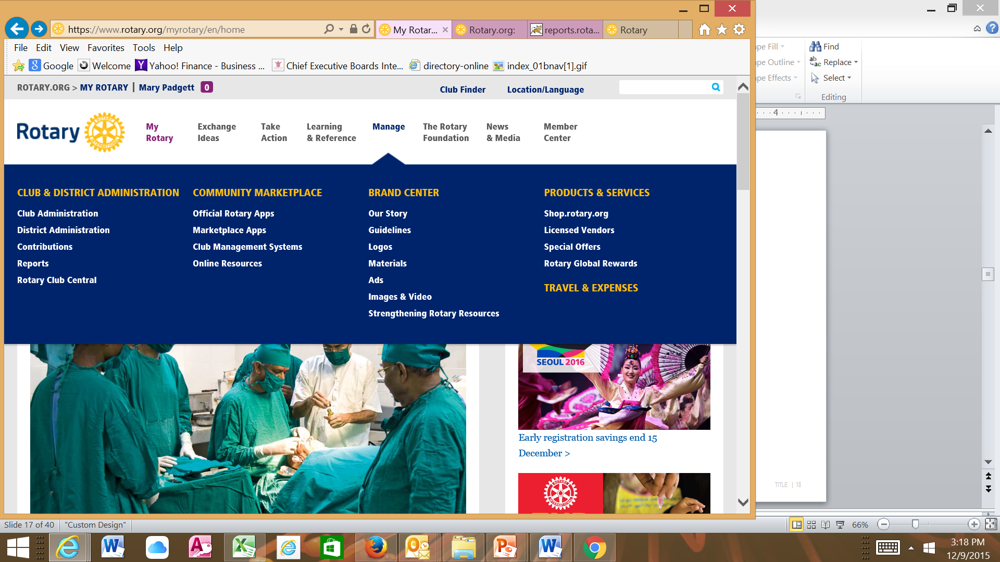 https://www.rotary.org/myrotary/en/home
My Rotar...
Rotary.org:
reports.rota...
Rotary
File Edit View Favorites Tools Help
Google Welcome Yahoo! Finance - Business ... Chief Executive Boards Inte... directory-online index_01bnav[1].gif
ROTARY.ORG > MY ROTARY | Mary Padgett 0
Club Finder Location/Language
Rotary
My Rotary
Exchange Ideas
Take Action
Learning & Reference
Manage
The Rotary Foundation
News & Media
Member Center
CLUB & DISTRICT ADMINISTRATION
Club Administration
District Administration
Contributions
Reports
Rotary Club Central
COMMUNITY MARKETPLACE
Official Rotary Apps
Marketplace Apps
Club Management Systems
Online Resources
BRAND CENTER
Our Story
Guidelines
Logos
Materials
Ads
Images & Video
Strengthening Rotary Resources
PRODUCTS & SERVICES
Shop.rotary.org
Licensed Vendors
Special Offers
Rotary Global Rewards
TRAVEL & EXPENSES
SEOUL 2016
Early registration savings end 15
December >
ROTARY INTERNATIONAL
pe Fill
pe Outline
pe Effects
Find
Replace
Select
Editing
4
TITLE | 18
Slide 17 of 40 "Custom Design"
66%
3:18 PM
12/9/2015